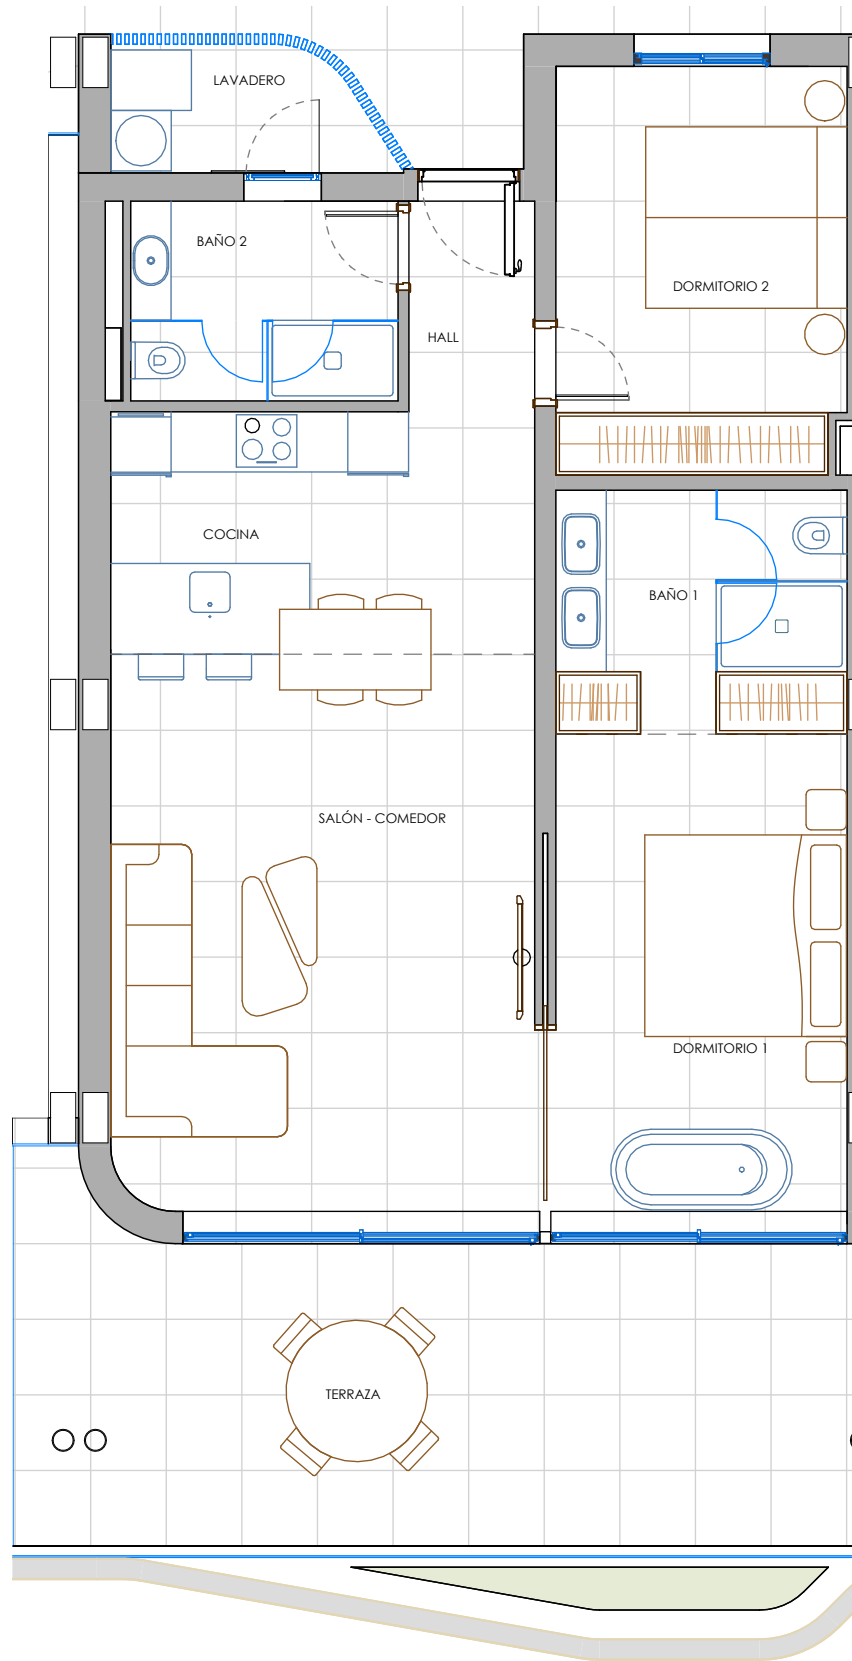 LAVADERO
BAÑO 2
DORMITORIO 2
HALL
COCINA
BAÑO 1
SALÓN - COMEDOR
DORMITORIO 1
TERRAZA